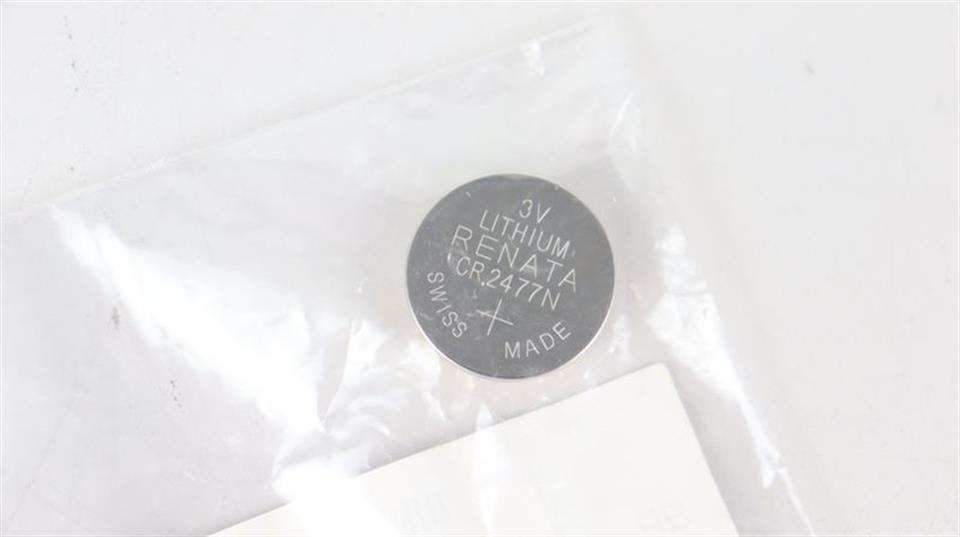 3V
LITHIUM
RENATA
CR2477N
+
SWISS MADE